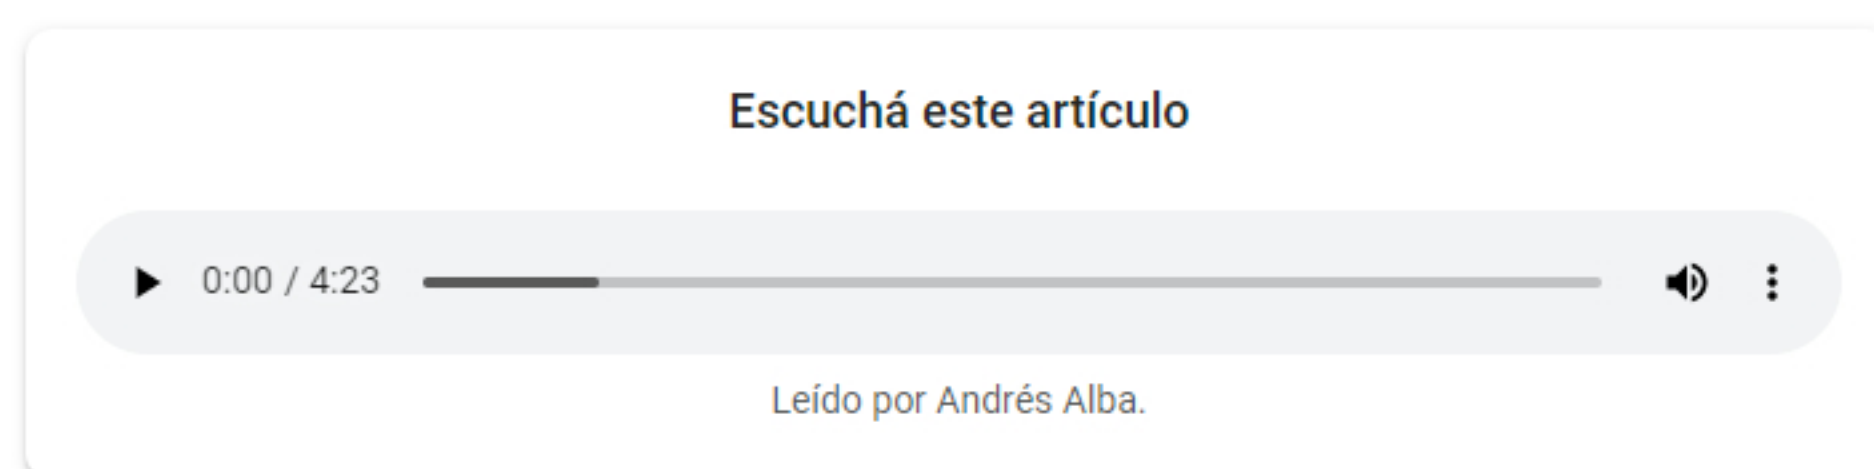 Escuchá este artículo
0:00 / 4:23
Leído por Andrés Alba.